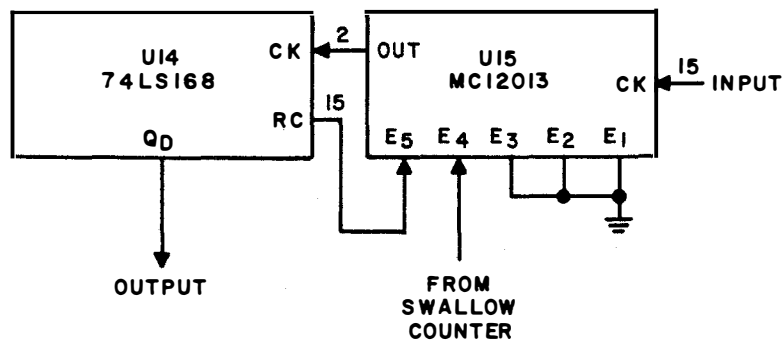 U14
74LS168
CK
2
OUT
U15
MC12013
CK
15
INPUT
RC
15
QD
E5
E4
E3
E2
E1
OUTPUT
FROM
SWALLOW
COUNTER